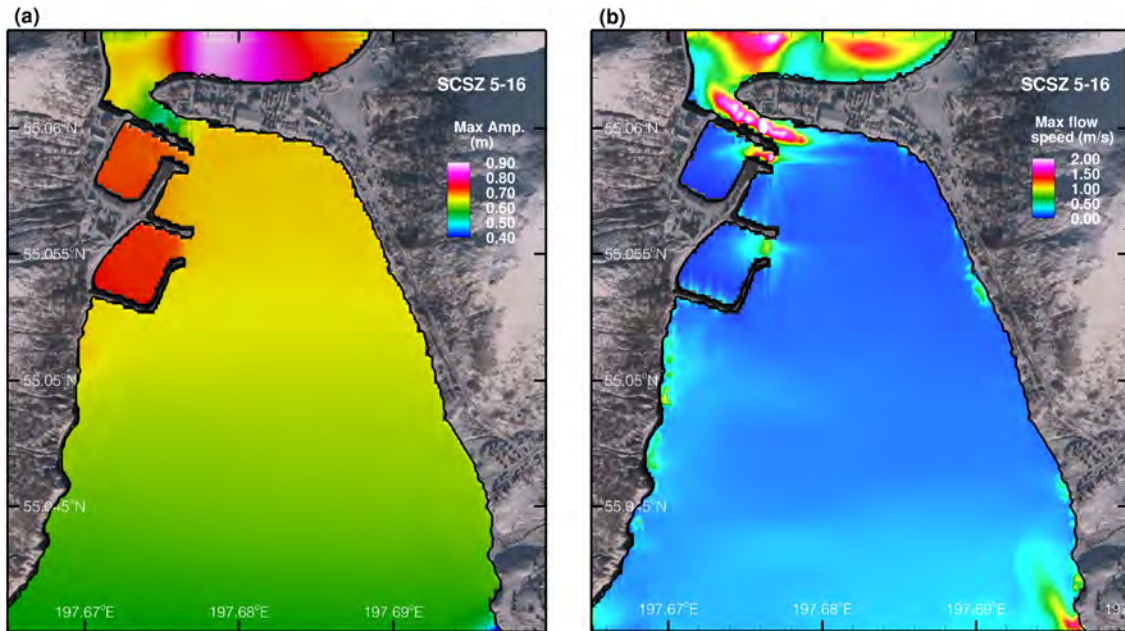 (a)
SCSZ 5-16
55.06°N
Max Amp.
(m)
0.90
0.80
0.70
0.60
0.50
0.40
55.055°N
55.05°N
55.045°N
197.67°E
197.68°E
197.69°E
(b)
SCSZ 5-16
55.06°N
Max flow
speed (m/s)
2.00
1.50
1.00
0.50
0.00
55.055°N
55.05°N
55.045°N
197.67°E
197.68°E
197.69°E